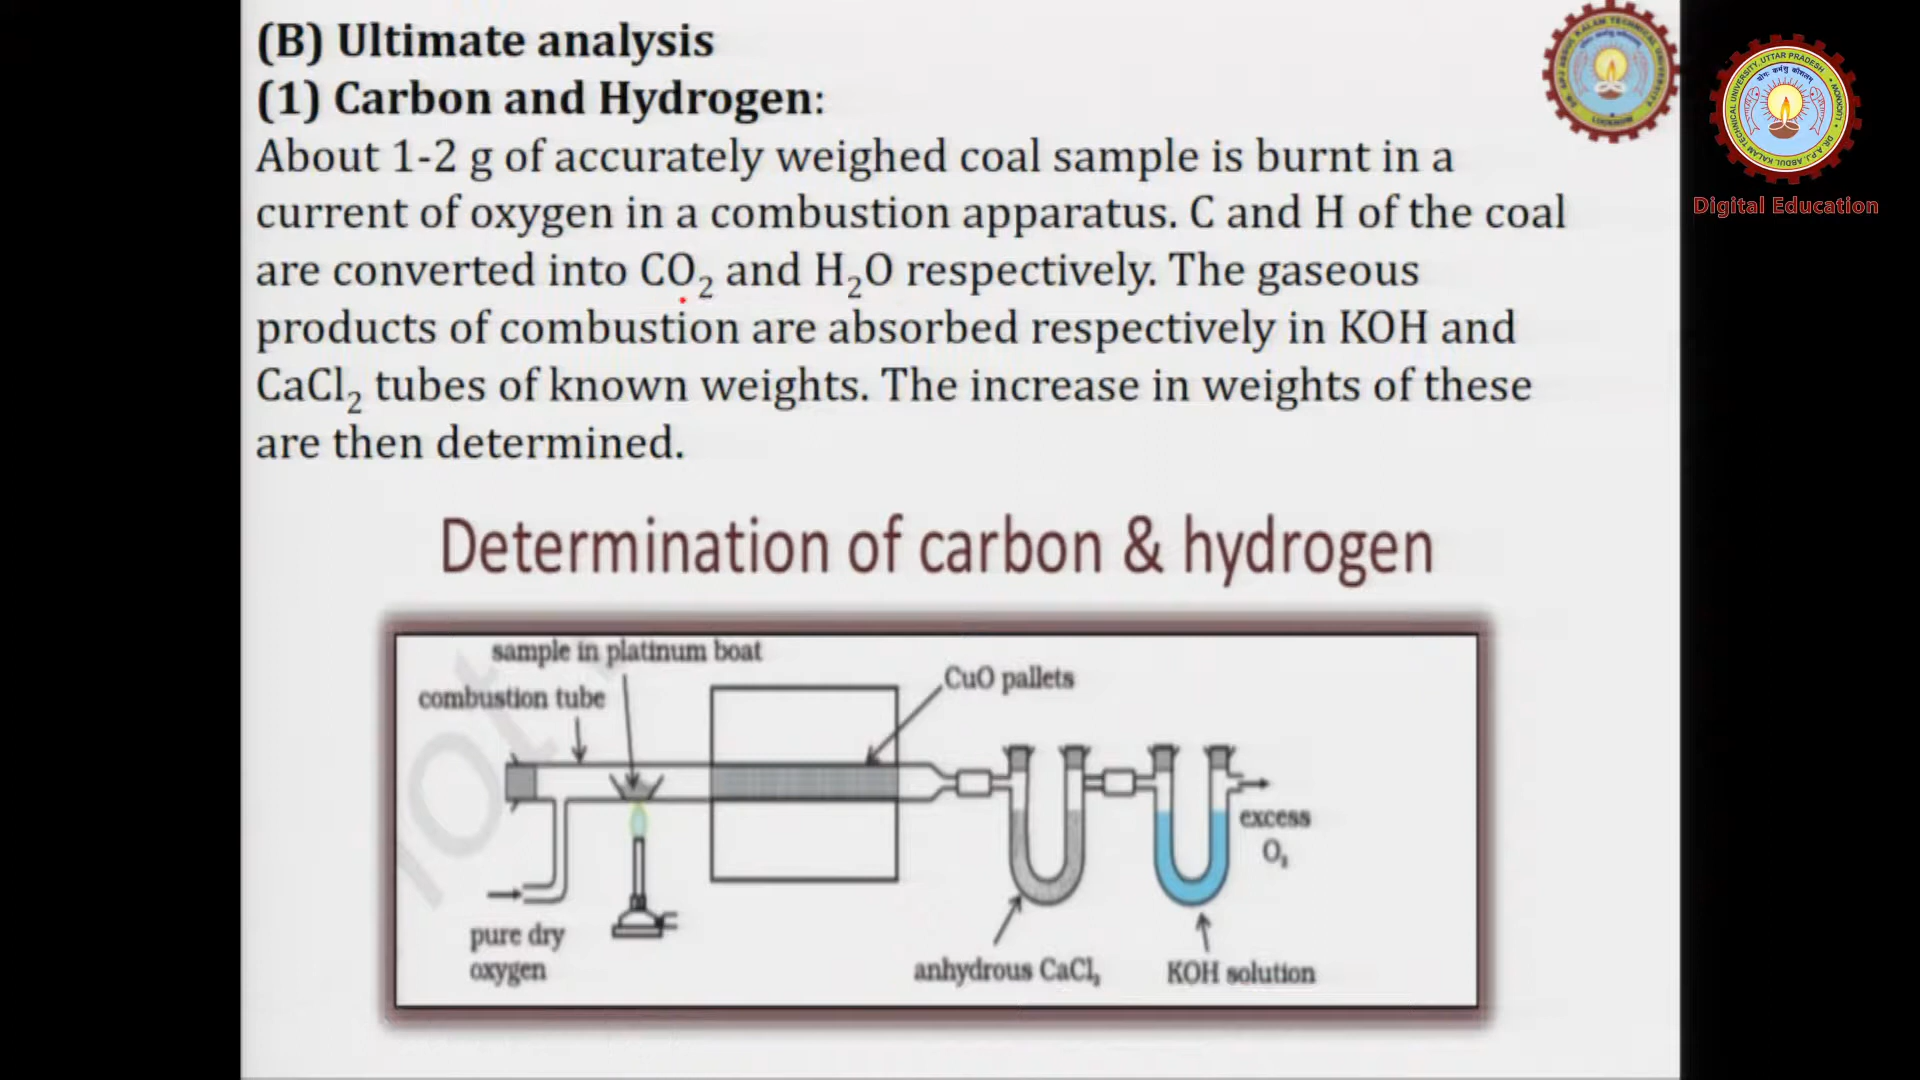 (B) Ultimate analysis
(1) Carbon and Hydrogen:
About 1-2 g of accurately weighed coal sample is burnt in a
current of oxygen in a combustion apparatus. C and H of the coal
are converted into CO₂ and H₂O respectively. The gaseous
products of combustion are absorbed respectively in KOH and
CaCl₂ tubes of known weights. The increase in weights of these
are then determined.
Determination of carbon & hydrogen
sample in platinum boat
combustion tube
CuO pallets
excess
O₂
pure dry
oxygen
anhydrous CaCl₂
KOH solution
Digital Education